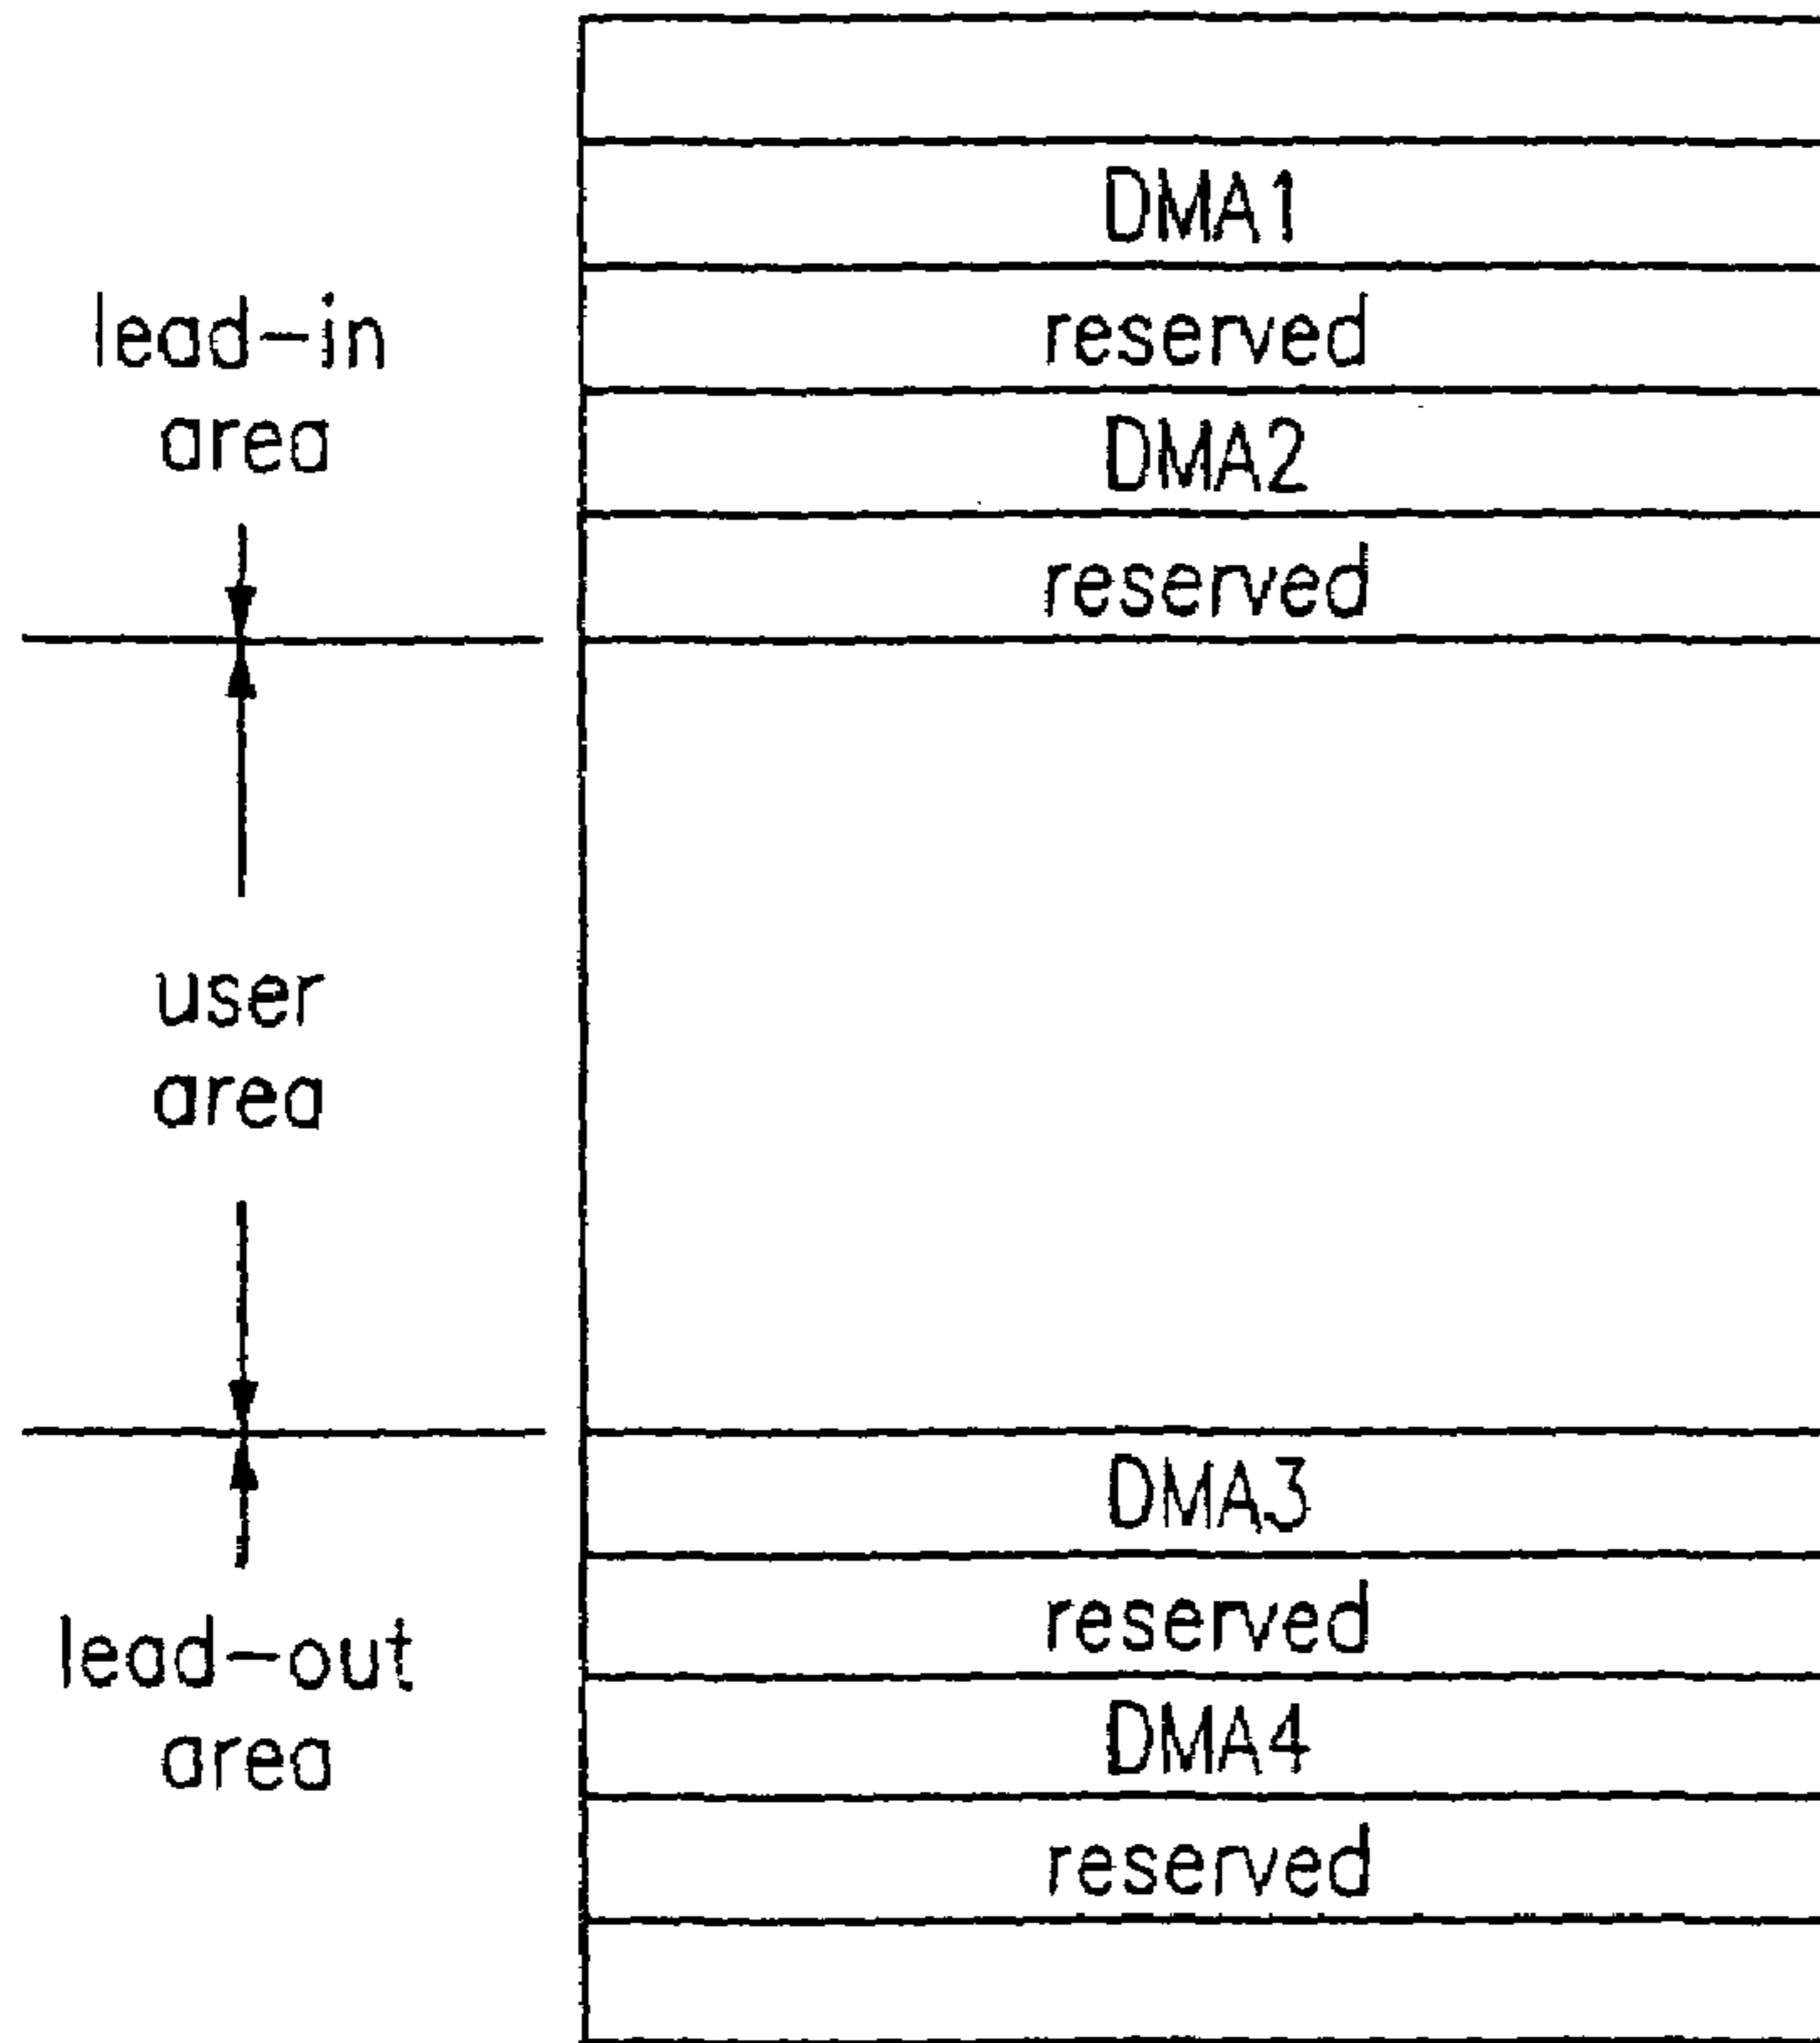 lead-in
area
user
area
lead-out
area
DMA1
reserved
DMA2
reserved
DMA3
reserved
DMA4
reserved